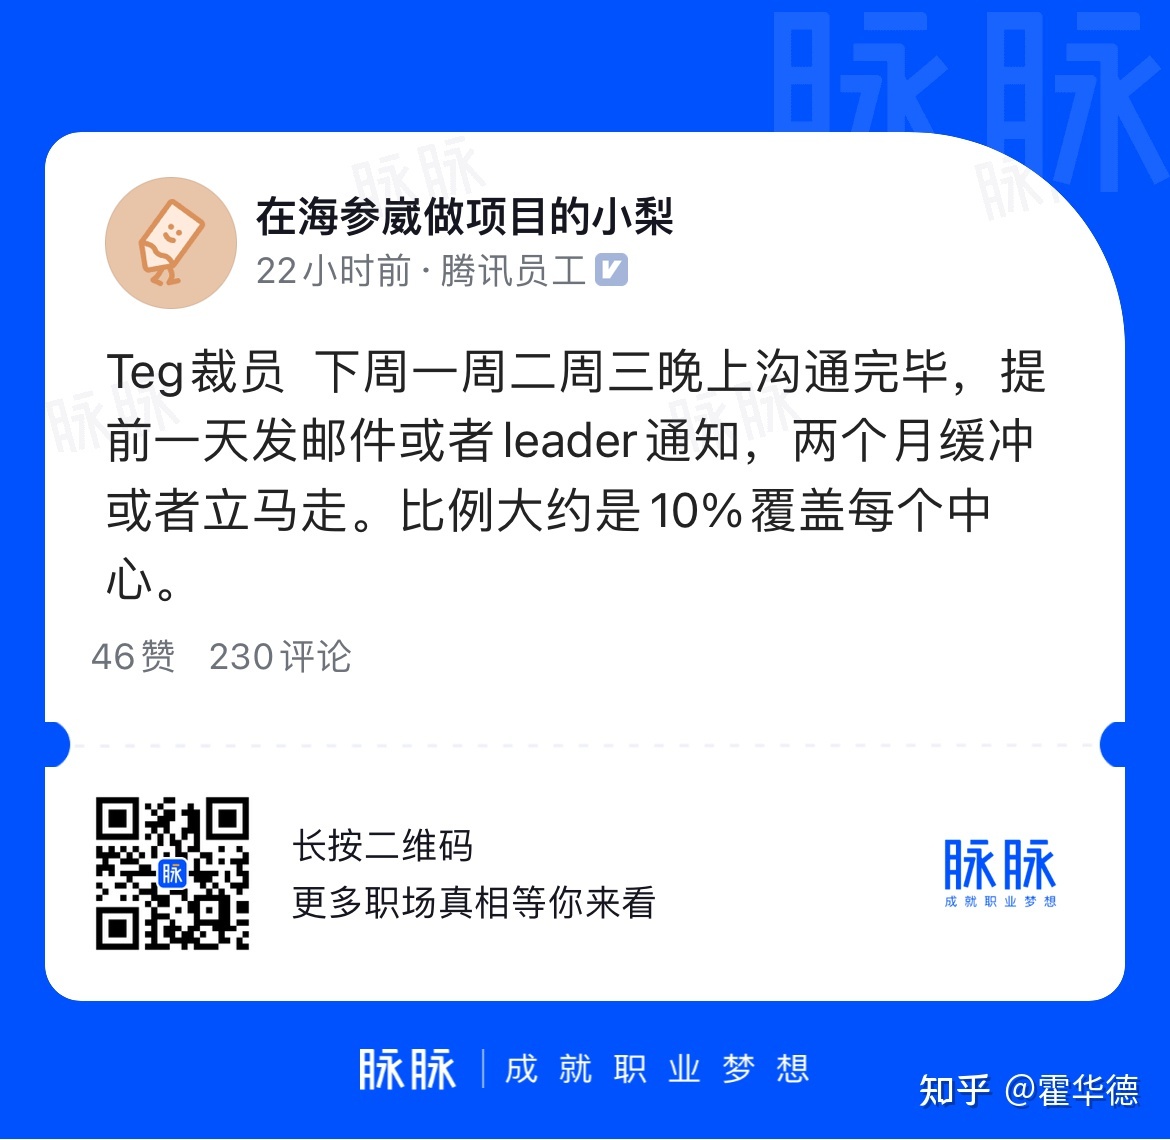 脉脉
在海参崴做项目的小梨
22小时前 · 腾讯员工
Teg裁员 下周一周二周三晚上沟通完毕，提
前一天发邮件或者leader通知，两个月缓冲
或者立马走。比例大约是10%覆盖每个中
心。
46赞 230评论
脉
长按二维码
更多职场真相等你来看
脉脉
成就职业梦想
脉脉 | 成就职业梦想
知乎 @霍华德